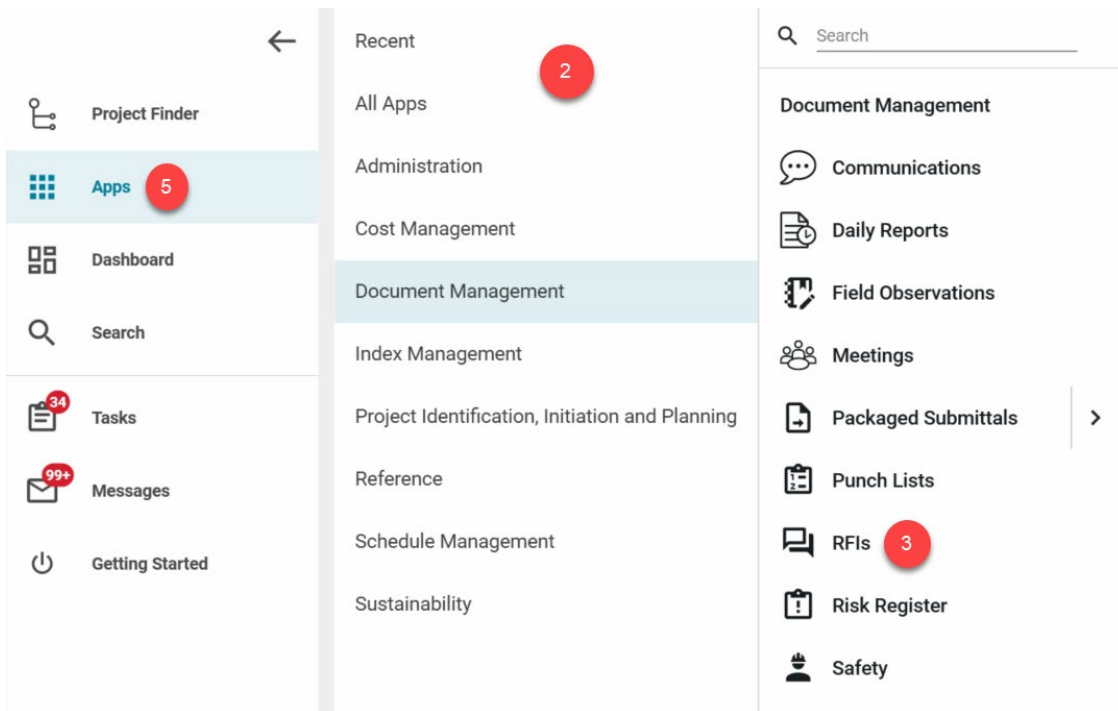 Project Finder
Apps 5
Dashboard
Search
34
Tasks
99+
Messages
Getting Started
Recent
2
All Apps
Administration
Cost Management
Document Management
Index Management
Project Identification, Initiation and Planning
Reference
Schedule Management
Sustainability
Search
Document Management
Communications
Daily Reports
Field Observations
Meetings
Packaged Submittals
Punch Lists
RFIs 3
Risk Register
Safety